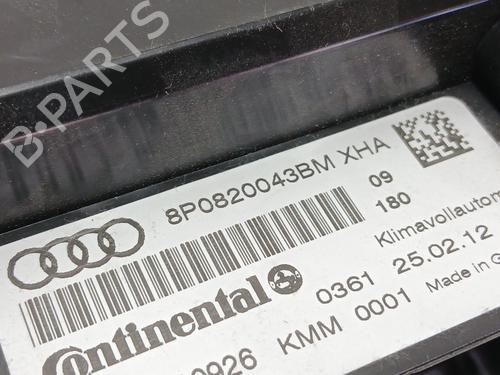 B-PARTS
8P0820043BM XHA
09
180
Klimavollautom
Continental
0361 25.02.12
0926 KMM 0001 Made in G